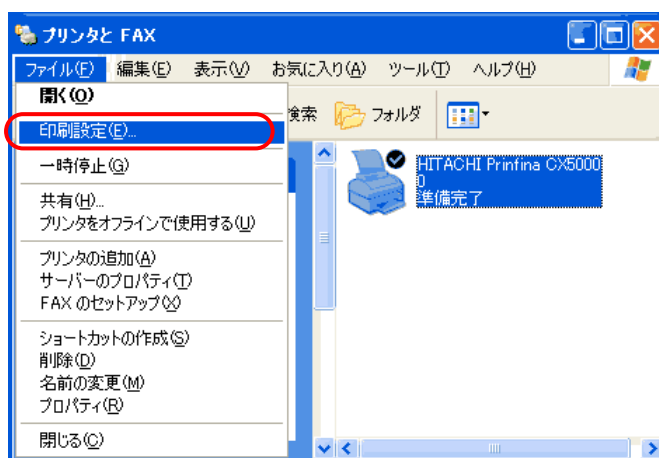 プリンタと FAX
ファイル(F) 編集(E) 表示(V) お気に入り(A) ツール(T) ヘルプ(H)
開く(O)
検索 フォルダ
印刷設定(E)...
一時停止(G)
共有(H)...
プリンタをオフラインで使用する(U)
プリンタの追加(A)
サーバーのプロパティ(T)
FAX のセットアップ(X)
ショートカットの作成(S)
削除(D)
名前の変更(M)
プロパティ(R)
閉じる(C)
HITACHI Printina CX5000
0
準備完了